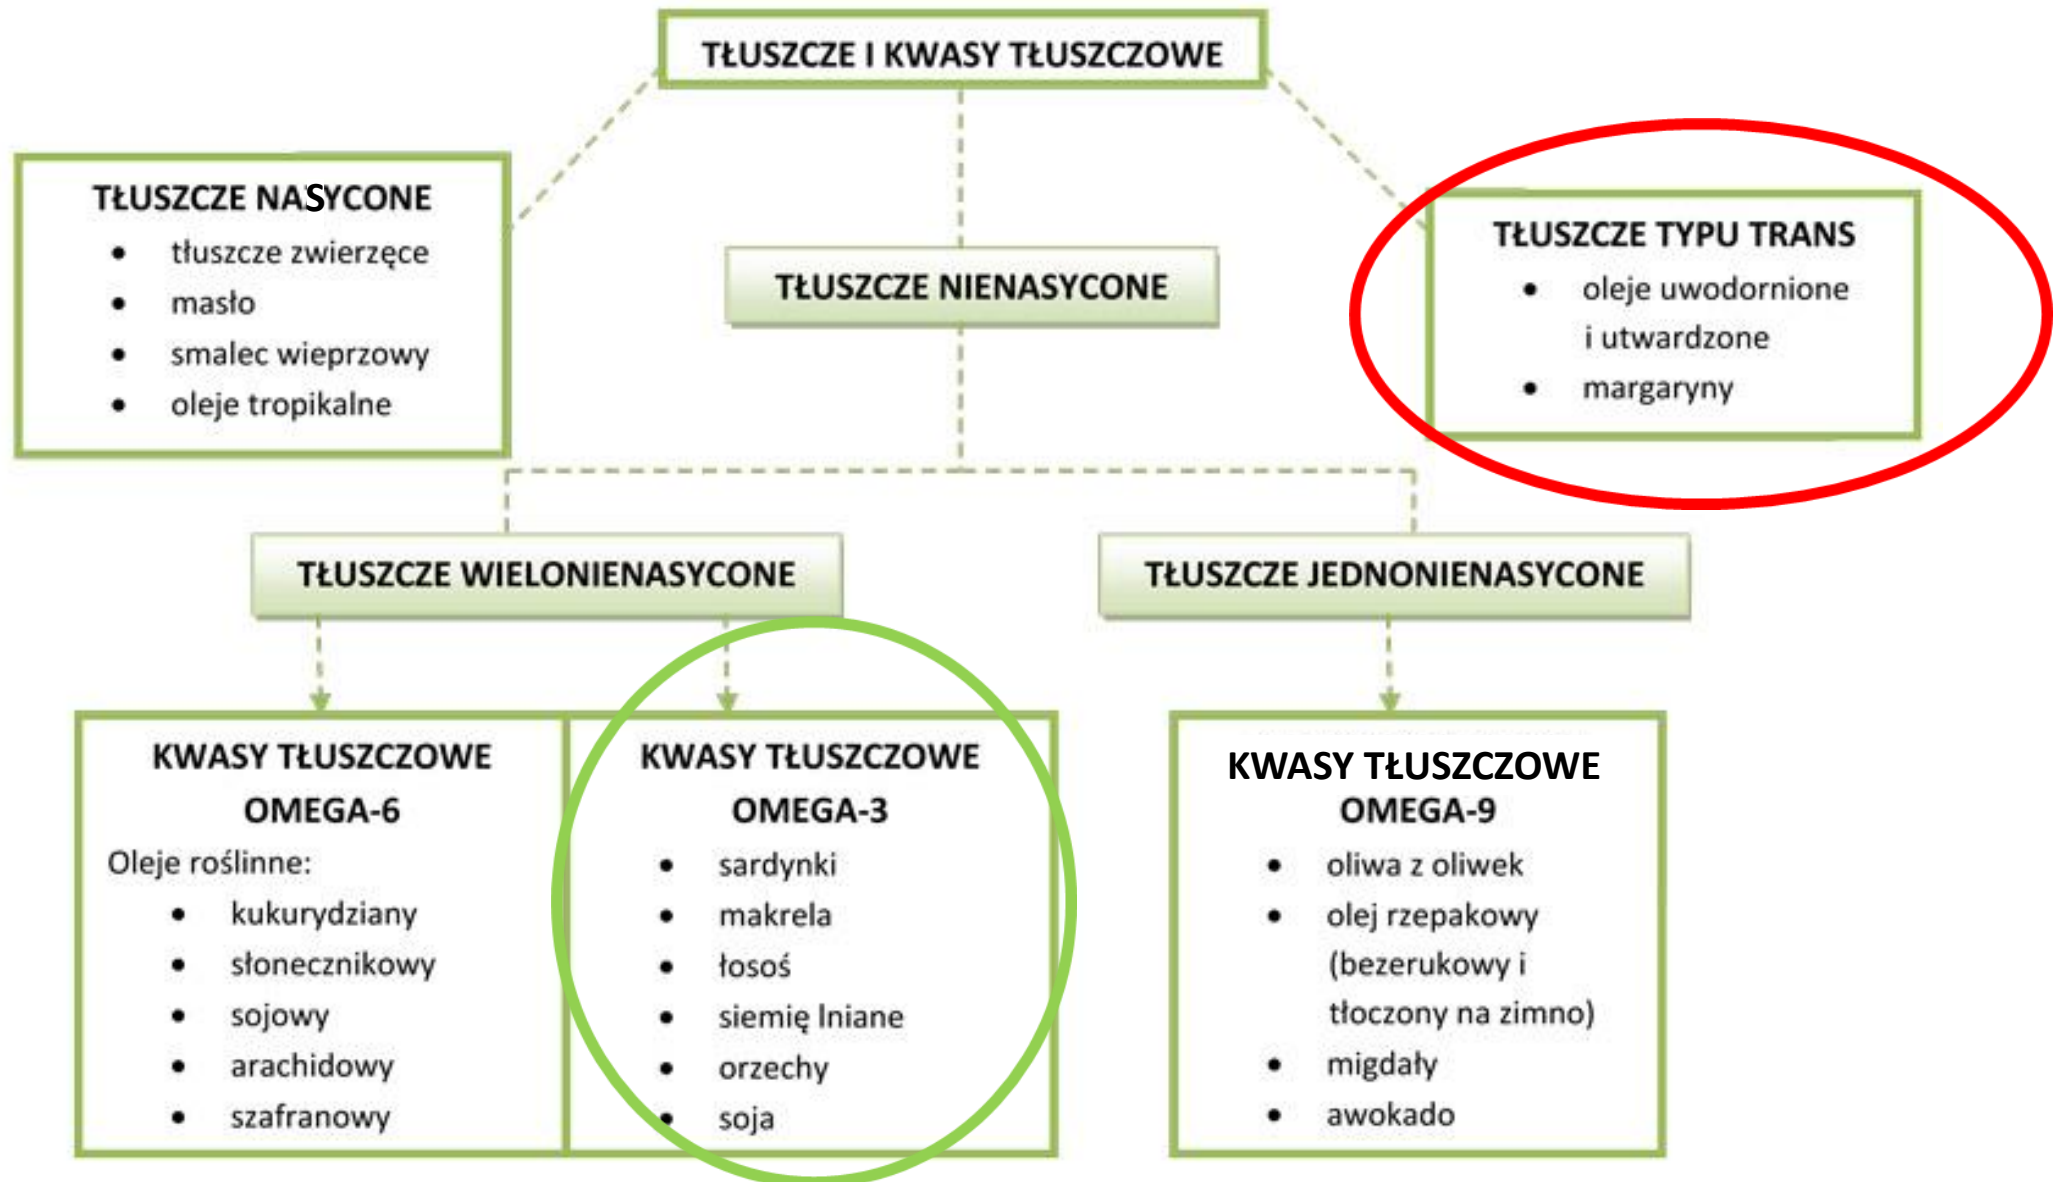 TŁUSZCZE I KWASY TŁUSZCZOWE
TŁUSZCZE NASYCONE
• tłuszcze zwierzęce
• masło
• smalec wieprzowy
• oleje tropikalne
TŁUSZCZE NIENASYCONE
TŁUSZCZE TYPU TRANS
• oleje uwodornione
i utwardzone
• margaryny
TŁUSZCZE WIELONIENASYCONE
TŁUSZCZE JEDNONIENASYCONE
KWASY TŁUSZCZOWE
OMEGA-6
Oleje roślinne:
• kukurydziany
• słonecznikowy
• sojowy
• arachidowy
• szafranowy
KWASY TŁUSZCZOWE
OMEGA-3
• sardynki
• makrela
• łosoś
• siemię lniane
• orzechy
• soja
KWASY TŁUSZCZOWE
OMEGA-9
• oliwa z oliwek
• olej rzepakowy
(bezerukowy i
tłoczony na zimno)
• migdały
• awokado